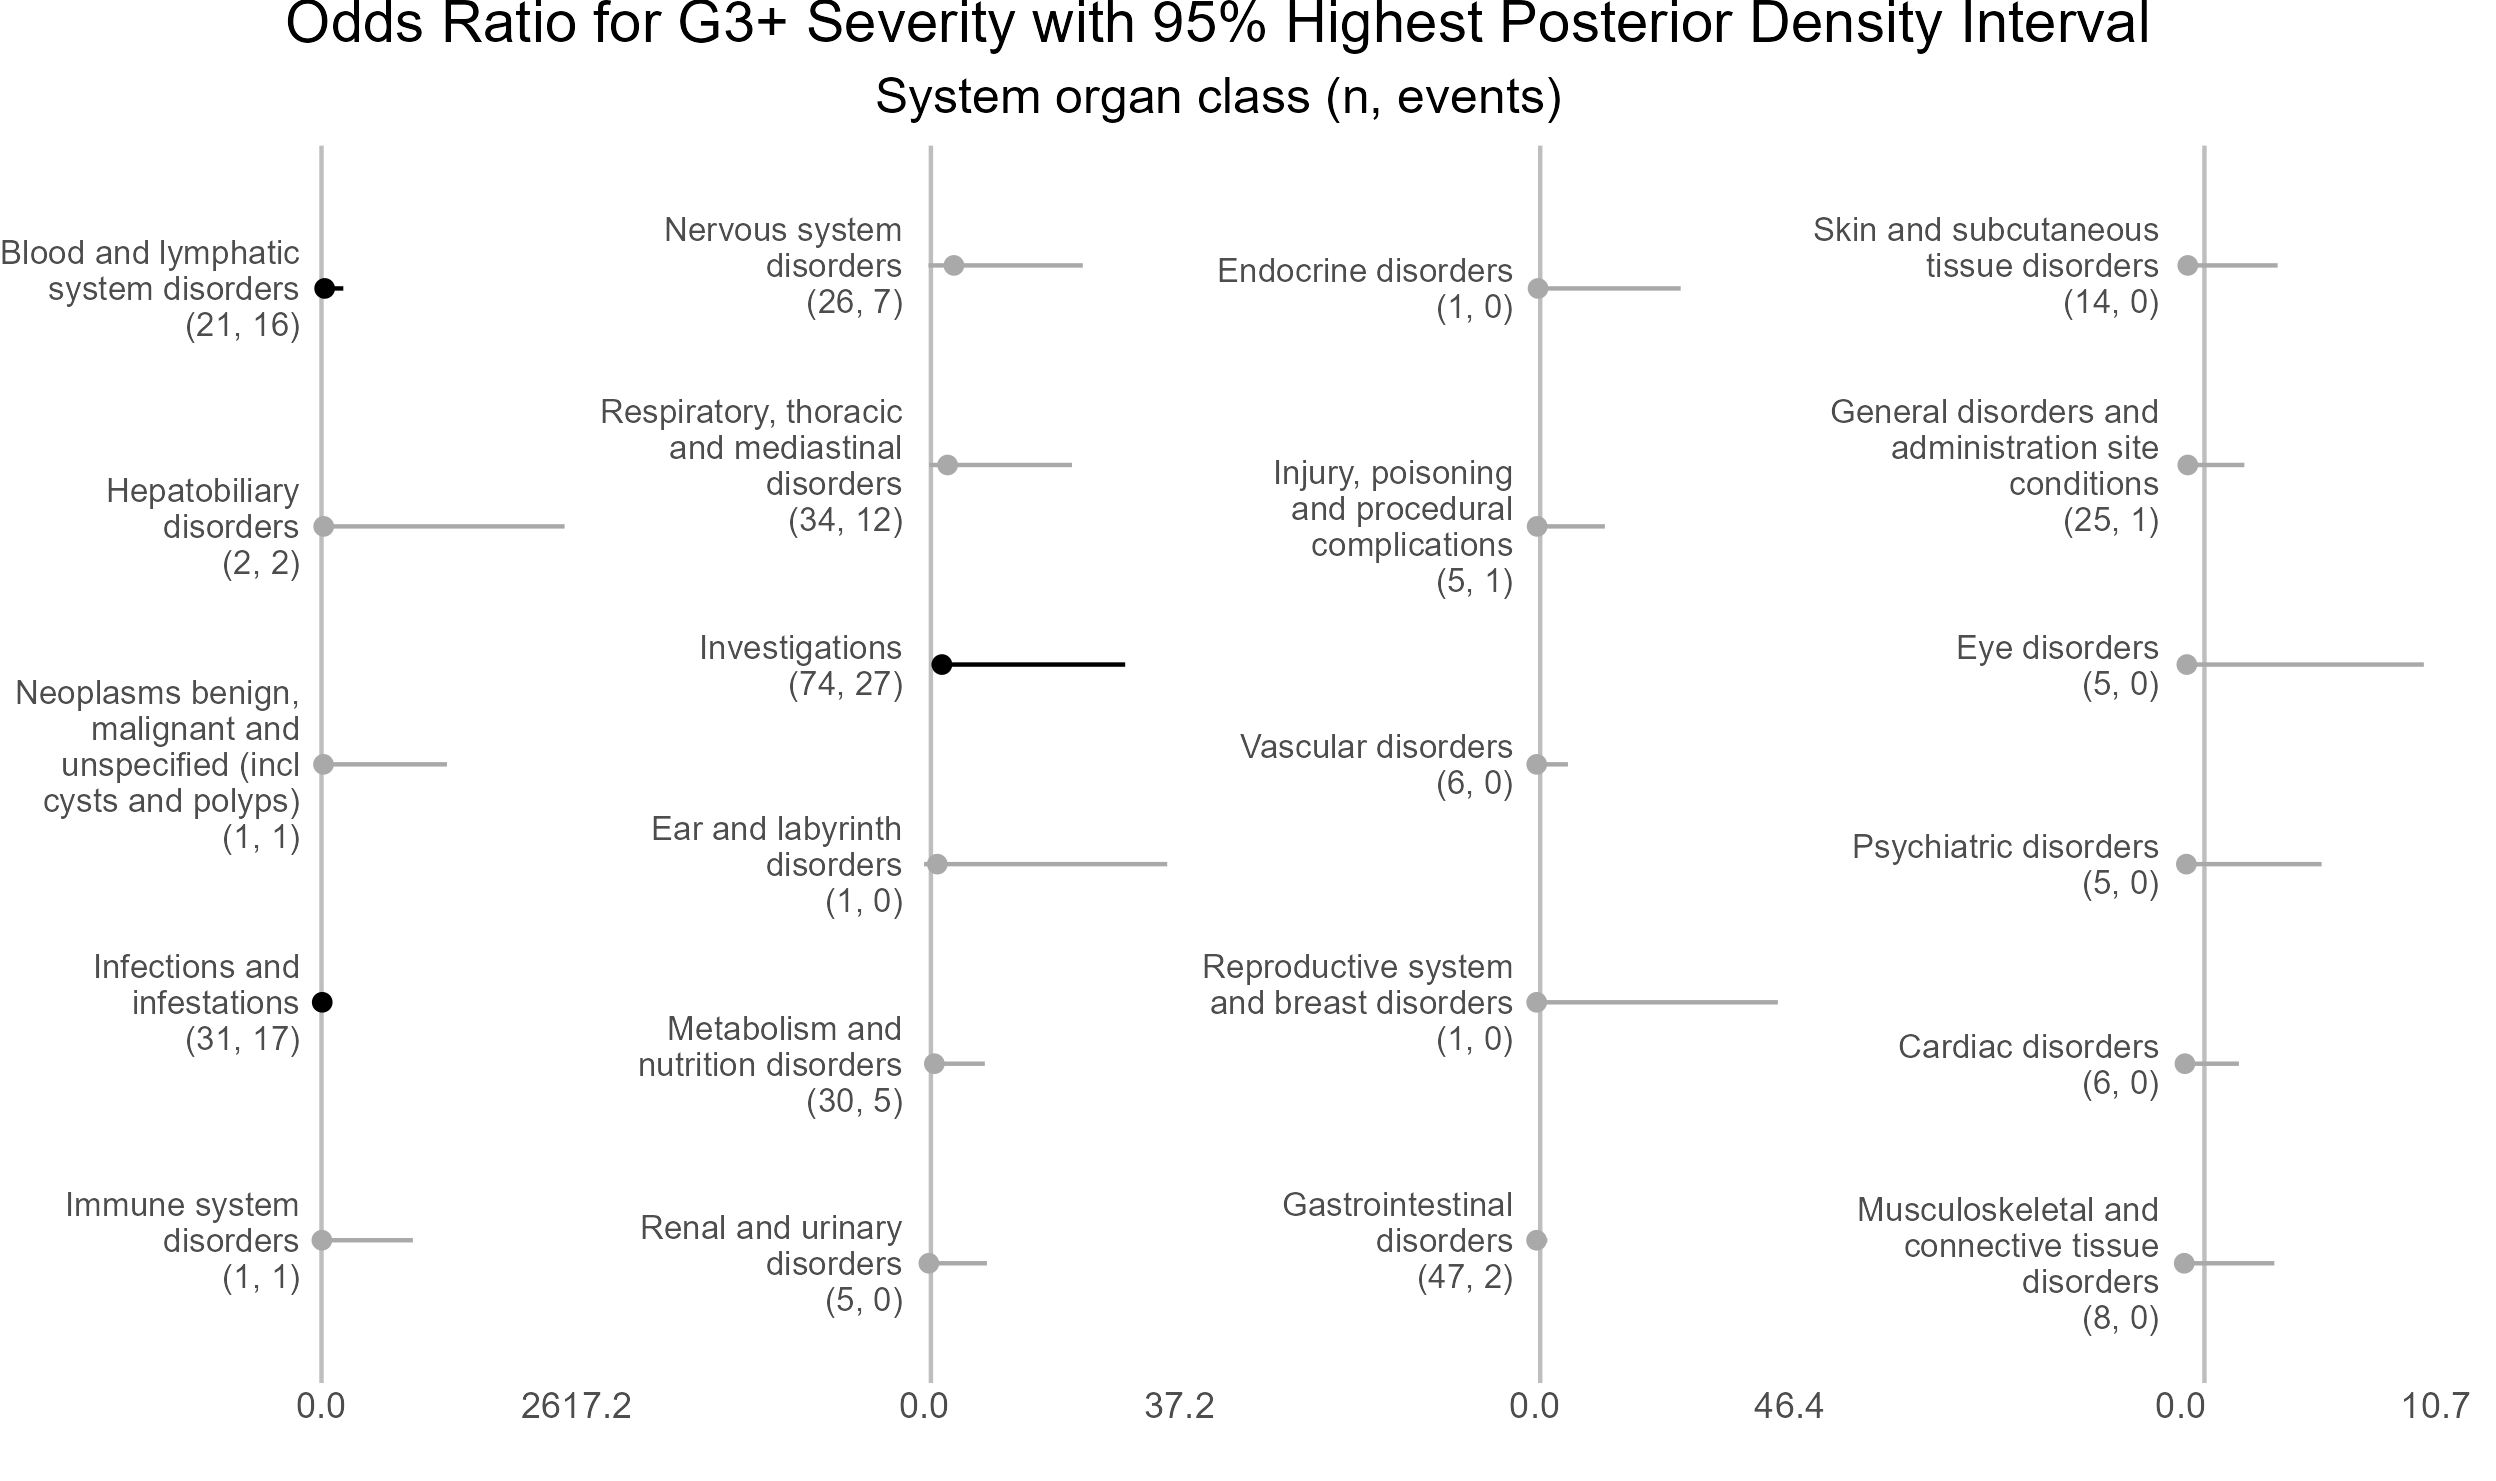 Odds Ratio for G3+ Severity with 95% Highest Posterior Density Interval
System organ class (n, events)
Blood and lymphatic
system disorders
(21, 16)
Hepatobiliary
disorders
(2, 2)
Neoplasms benign,
malignant and
unspecified (incl
cysts and polyps)
(1, 1)
Infections and
infestations
(31, 17)
Immune system
disorders
(1, 1)
0.0
2617.2
Nervous system
disorders
(26, 7)
Respiratory, thoracic
and mediastinal
disorders
(34, 12)
Investigations
(74, 27)
Ear and labyrinth
disorders
(1, 0)
Metabolism and
nutrition disorders
(30, 5)
Renal and urinary
disorders
(5, 0)
0.0
37.2
Endocrine disorders
(1, 0)
Injury, poisoning
and procedural
complications
(5, 1)
Vascular disorders
(6, 0)
Reproductive system
and breast disorders
(1, 0)
Gastrointestinal
disorders
(47, 2)
0.0
46.4
Skin and subcutaneous
tissue disorders
(14, 0)
General disorders and
administration site
conditions
(25, 1)
Eye disorders
(5, 0)
Psychiatric disorders
(5, 0)
Cardiac disorders
(6, 0)
Musculoskeletal and
connective tissue
disorders
(8, 0)
0.0
10.7